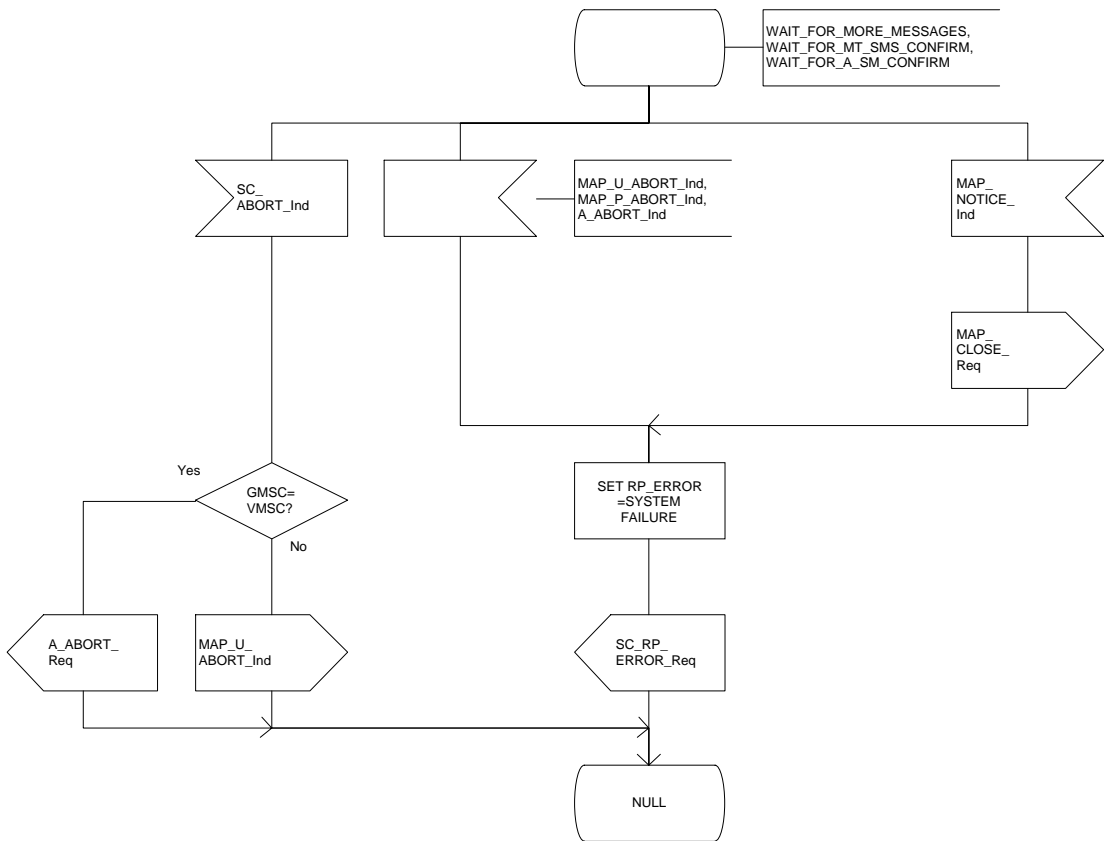 WAIT_FOR_MORE_MESSAGES,
WAIT_FOR_MT_SMS_CONFIRM,
WAIT_FOR_A_SM_CONFIRM
SC_
ABORT_Ind
MAP_U_ABORT_Ind,
MAP_P_ABORT_Ind,
A_ABORT_Ind
MAP_
NOTICE_
Ind
MAP_
CLOSE_
Req
Yes
GMSC=
VMSC?
No
SET RP_ERROR
=SYSTEM
FAILURE
A_ABORT_
Req
MAP_U_
ABORT_Ind
SC_RP_
ERROR_Req
NULL